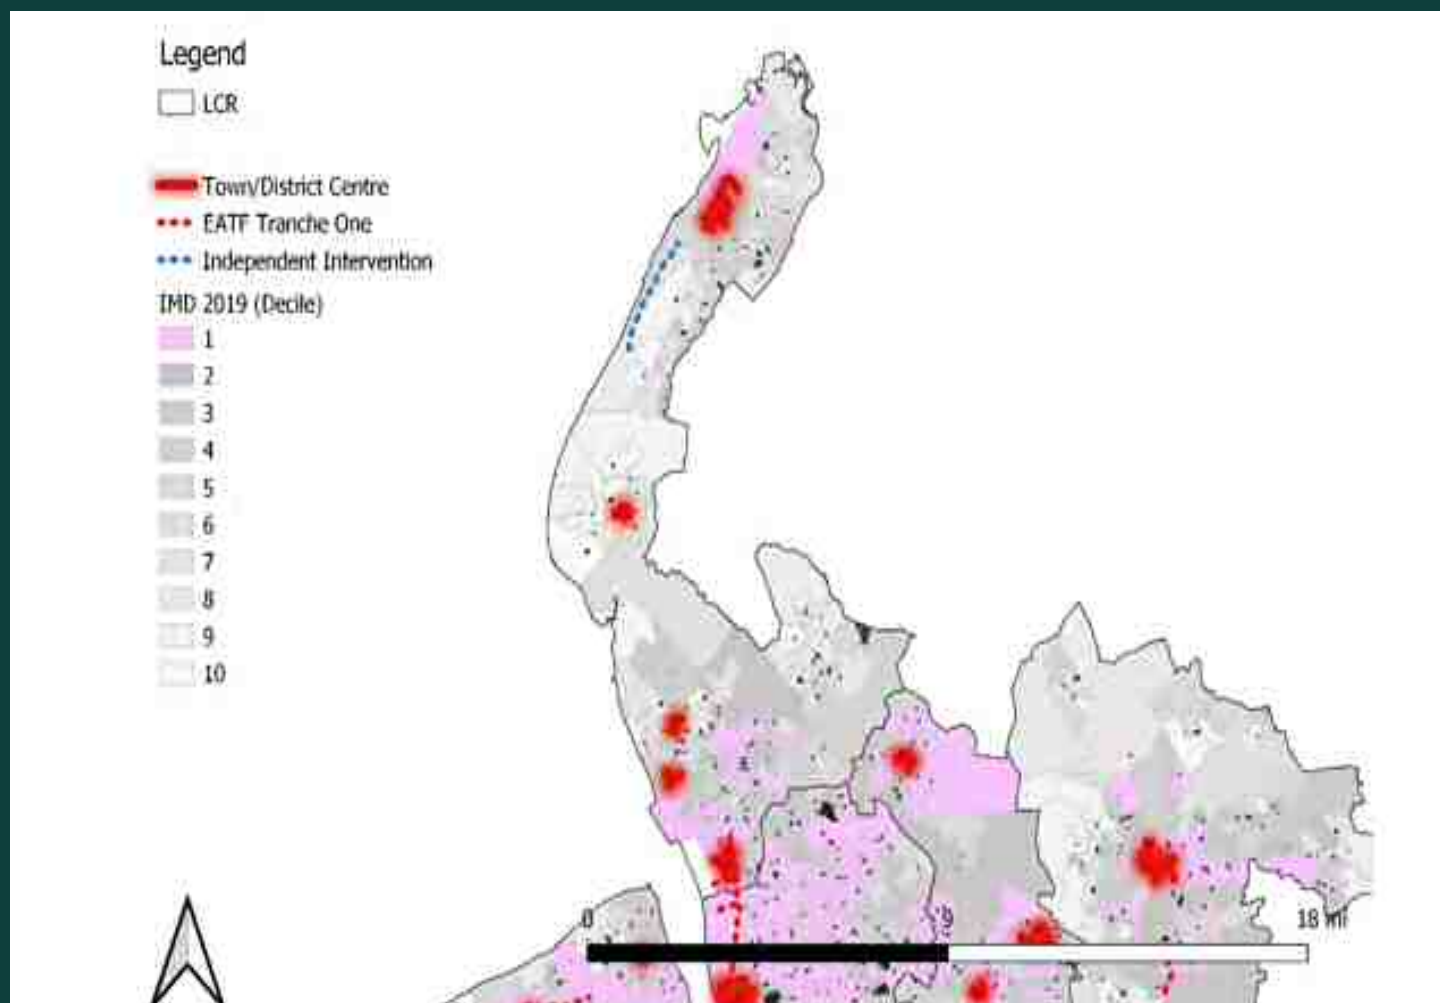 Legend
LCR
Town/District Centre
EATF Tranche One
Independent Intervention
IMD 2019 (Decile)
1
2
3
4
5
6
7
8
9
10
0
9
18 mi